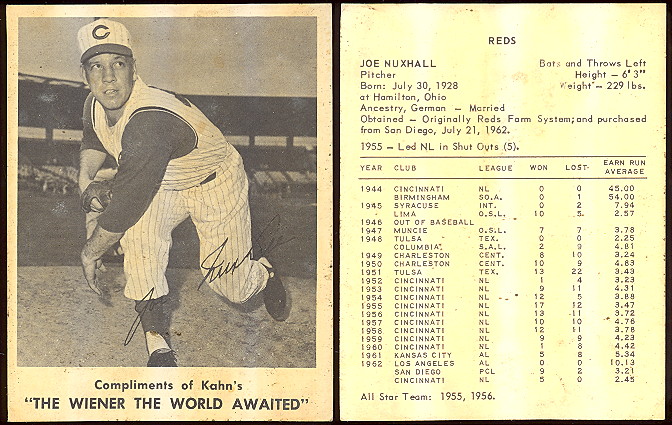 C
Joe Nuxhall
Compliments of Kahn's
"THE WIENER THE WORLD AWAITED"
REDS
JOE NUXHALL Bats and Throws Left
Pitcher Height – 6' 3"
Born: July 30, 1928 Weight – 229 lbs.
at Hamilton, Ohio
Ancestry, German – Married
Obtained – Originally Reds Farm System; and purchased
from San Diego, July 21, 1962.
1955 – Led NL in Shut Outs (5).
YEAR CLUB LEAGUE WON LOST EARN RUN AVERAGE
1944 CINCINNATI NL 0 0 45.00
BIRMINGHAM SO.A. 0 1 54.00
1945 SYRACUSE INT. 0 2 7.94
LIMA O.S.L. 10 5 2.57
1946 OUT OF BASEBALL
1947 MUNCIE O.S.L. 7 7 3.78
1948 TULSA TEX. 0 0 2.25
COLUMBIA S.A.L. 2 9 4.81
1949 CHARLESTON CENT. 8 10 3.24
1950 CHARLESTON CENT. 10 9 4.83
1951 TULSA TEX. 13 22 3.43
1952 CINCINNATI NL 1 4 3.23
1953 CINCINNATI NL 9 11 4.31
1954 CINCINNATI NL 12 5 3.88
1955 CINCINNATI NL 17 12 3.47
1956 CINCINNATI NL 13 11 3.72
1957 CINCINNATI NL 10 10 4.76
1958 CINCINNATI NL 12 11 3.78
1959 CINCINNATI NL 9 9 4.23
1960 CINCINNATI NL 1 8 4.42
1961 KANSAS CITY AL 5 8 5.34
1962 LOS ANGELES AL 0 0 10.13
SAN DIEGO PCL 9 2 3.21
CINCINNATI NL 5 0 2.45
All Star Team: 1955, 1956.